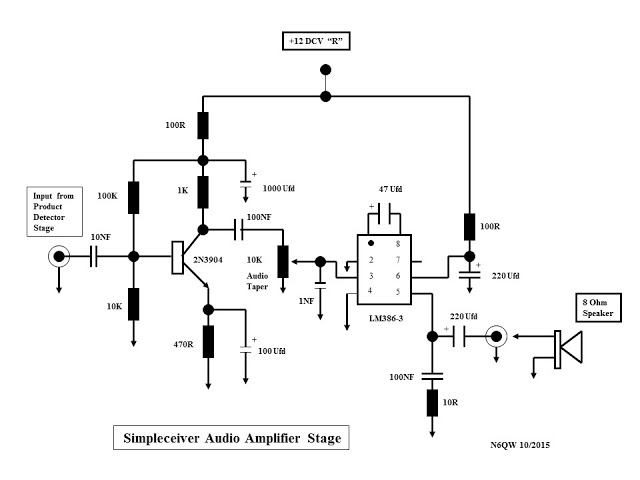 +12 DCV “R”
100R
100K
1K
1000 Ufd
47 Ufd
Input from
Product
Detector
Stage
10NF
100NF
100R
2N3904
10K
Audio
Taper
8
2
7
3
6
4
5
220 Ufd
1NF
10K
LM386-3
8 Ohm
Speaker
220 Ufd
470R
100 Ufd
100NF
10R
Simpleceiver Audio Amplifier Stage
N6QW 10/2015
+
+
+
+
+